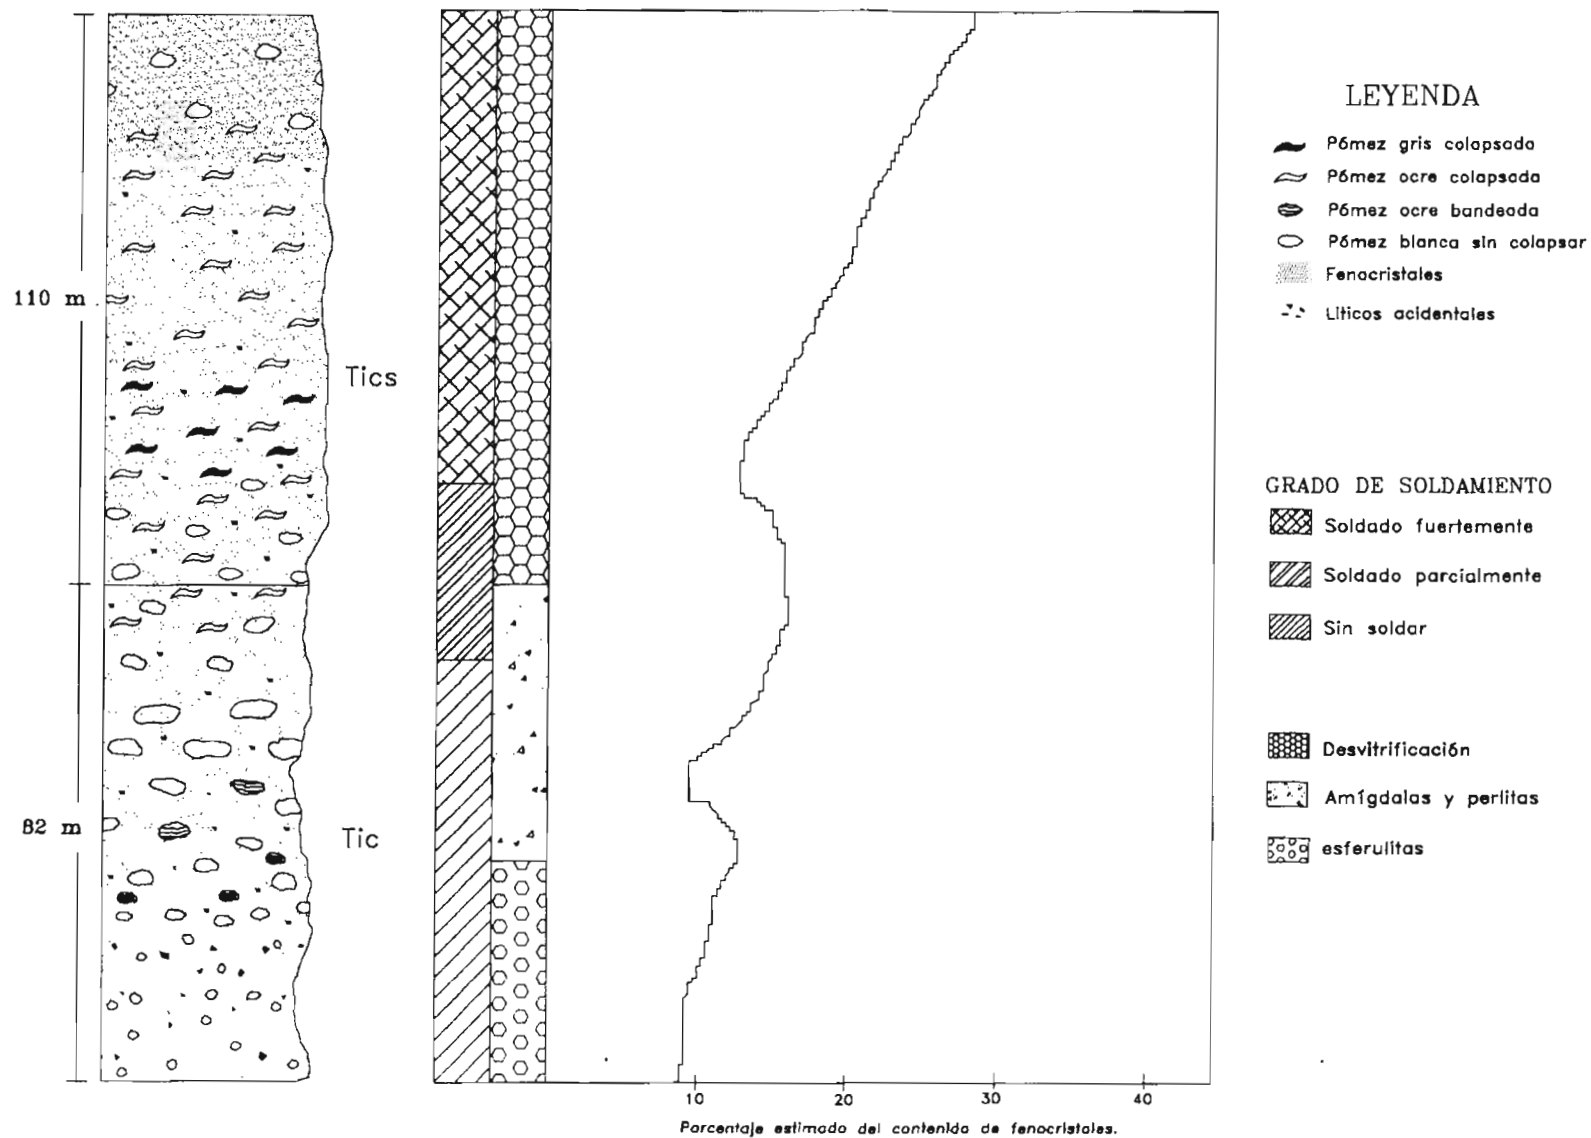 110 m
82 m
Tics
Tic
10 20 30 40
Porcentaje estimado del contenido de fenocristales.
LEYENDA
Pómez gris colapsada
Pómez ocre colapsada
Pómez ocre bandeada
Pómez blanca sin colapsar
Fenocristales
Líticos acidentales
GRADO DE SOLDAMIENTO
Soldado fuertemente
Soldado parcialmente
Sin soldar
Desvitrificación
Amígdalas y perlitas
esferulitas